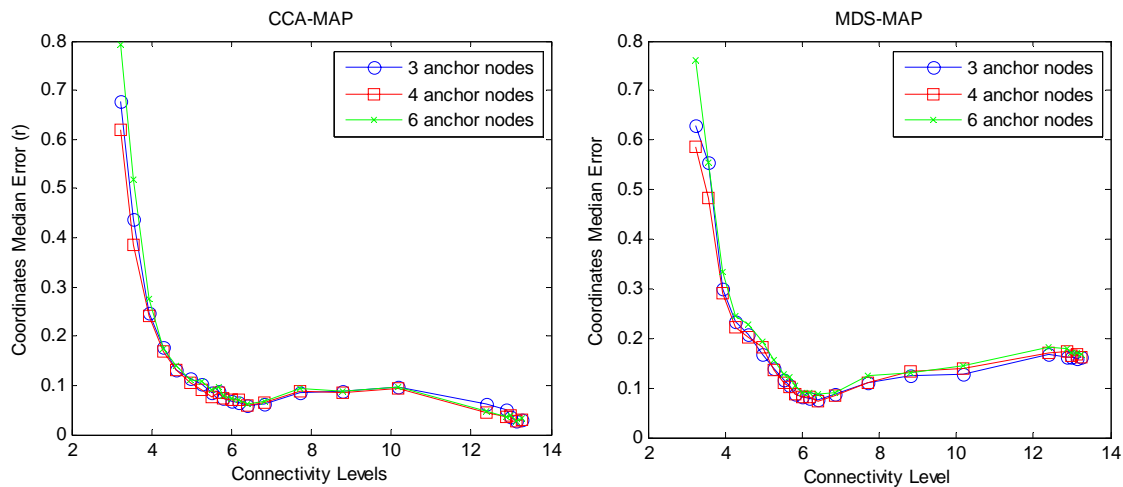 CCA-MAP
0.8
0.7
0.6
0.5
0.4
0.3
0.2
0.1
0
2 4 6 8 10 12 14
Coordinates Median Error (r)
Connectivity Levels
3 anchor nodes
4 anchor nodes
6 anchor nodes
MDS-MAP
0.8
0.7
0.6
0.5
0.4
0.3
0.2
0.1
0
2 4 6 8 10 12 14
Coordinates Median Error
Connectivity Level
3 anchor nodes
4 anchor nodes
6 anchor nodes